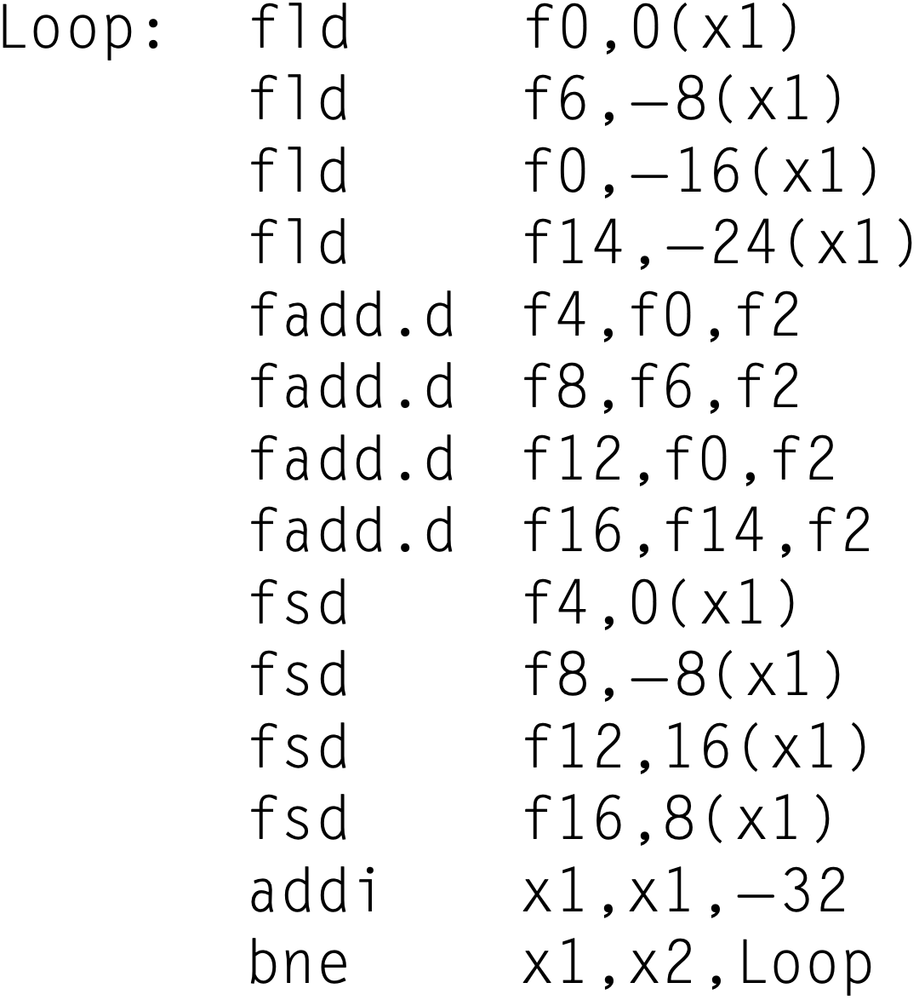 Loop: fld f0,0(x1)
fld f6,−8(x1)
fld f0,−16(x1)
fld f14,−24(x1)
fadd.d f4,f0,f2
fadd.d f8,f6,f2
fadd.d f12,f0,f2
fadd.d f16,f14,f2
fsd f4,0(x1)
fsd f8,−8(x1)
fsd f12,16(x1)
fsd f16,8(x1)
addi x1,x1,−32
bne x1,x2,Loop